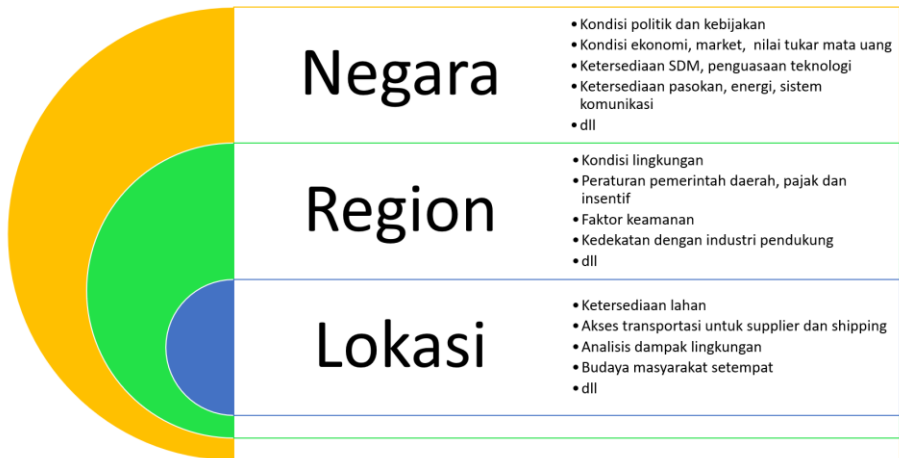 Negara
• Kondisi politik dan kebijakan
• Kondisi ekonomi, market,  nilai tukar mata uang
• Ketersediaan SDM, penguasaan teknologi
• Ketersediaan pasokan, energi, sistem
komunikasi
• dll
Region
• Kondisi lingkungan
• Peraturan pemerintah daerah, pajak dan
insentif
• Faktor keamanan
• Kedekatan dengan industri pendukung
• dll
Lokasi
• Ketersediaan lahan
• Akses transportasi untuk supplier dan shipping
• Analisis dampak lingkungan
• Budaya masyarakat setempat
• dll